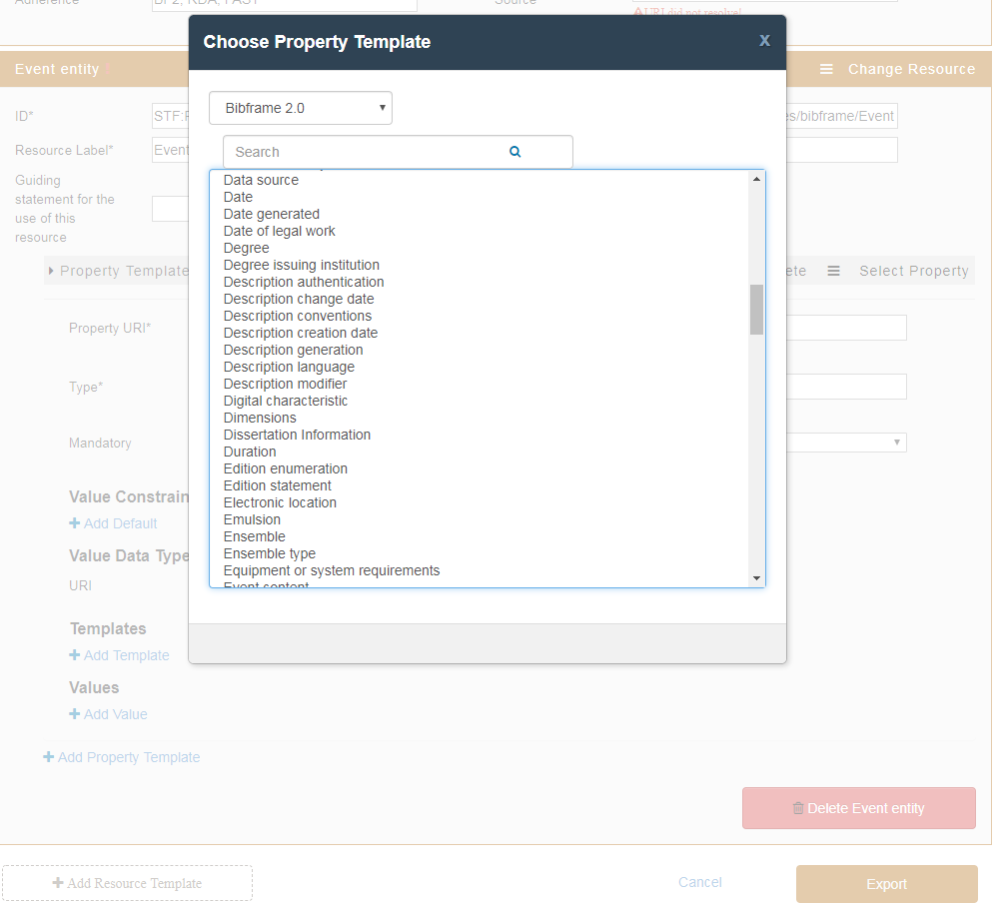 Adherence
BF2, RDA, FAST
Source
URI did not resolve!
Choose Property Template
X
Event entity
Change Resource
Bibframe 2.0
ID*
es/bibframe/Event
Resource Label*
Event
Search
Guiding
statement for the
use of this
resource
Data source
Date
Date generated
Date of legal work
Degree
Degree issuing institution
Description authentication
Description change date
Description conventions
Description creation date
Description generation
Description language
Description modifier
Digital characteristic
Dimensions
Dissertation Information
Duration
Edition enumeration
Edition statement
Electronic location
Emulsion
Ensemble
Ensemble type
Equipment or system requirements
Event content
Property Template
ete
Select Property
Property URI*
Type*
Mandatory
Value Constrain
Add Default
Value Data Type
URI
Templates
Add Template
Values
Add Value
Add Property Template
Delete Event entity
Add Resource Template
Cancel
Export